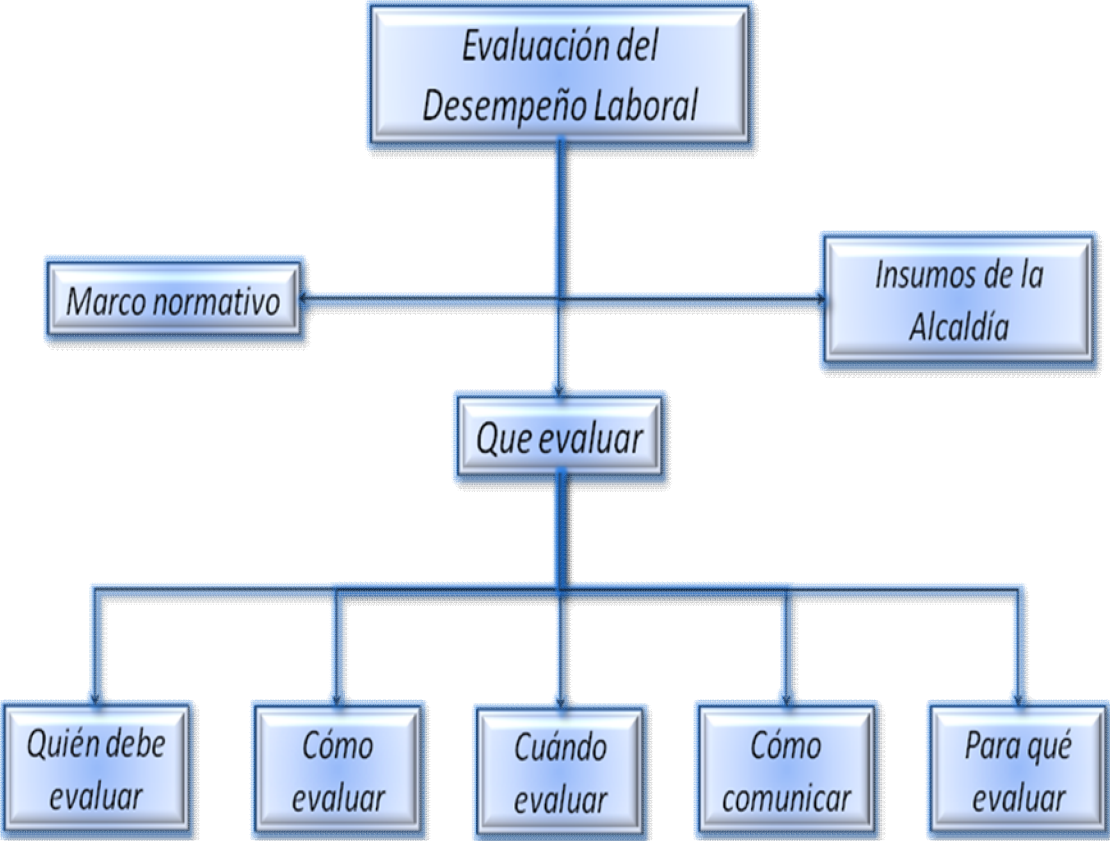 Evaluación del
Desempeño Laboral
Marco normativo
Insumos de la
Alcaldía
Que evaluar
Quién debe
evaluar
Cómo
evaluar
Cuándo
evaluar
Cómo
comunicar
Para qué
evaluar